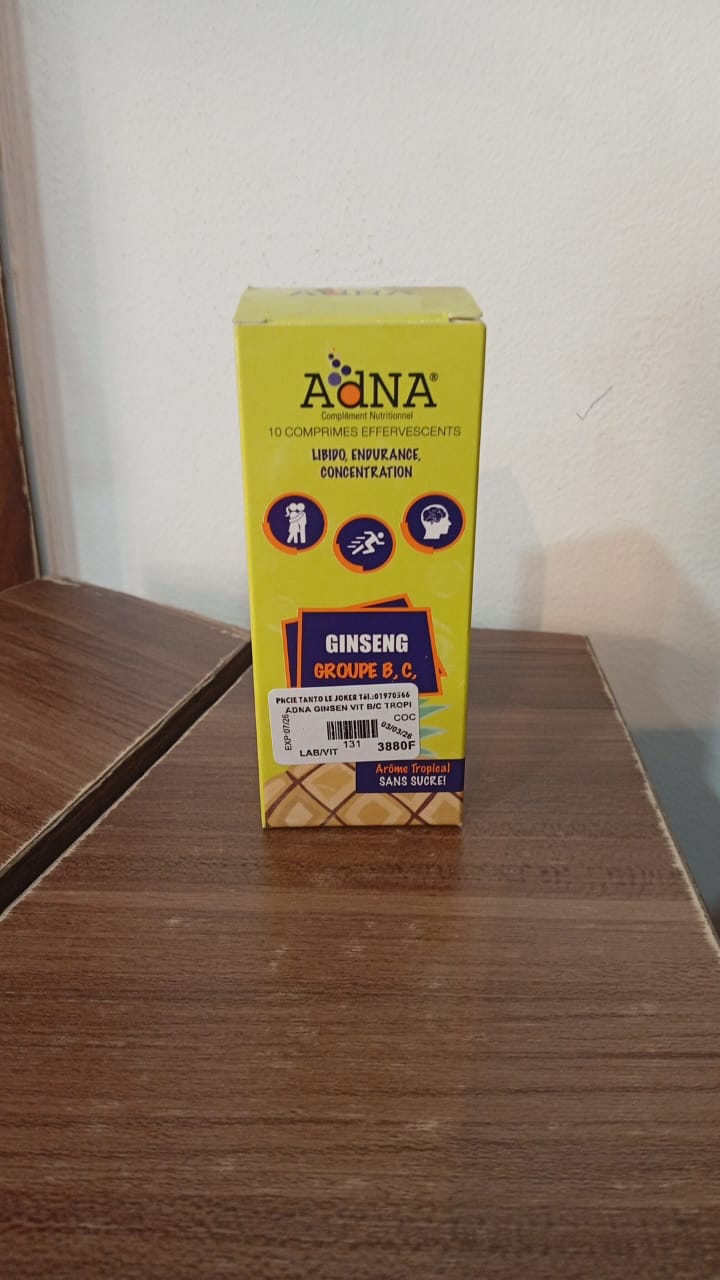 AdNA
AdNA®
Complément Nutritionnel
10 COMPRIMES EFFERVESCENTS
LIBIDO, ENDURANCE,
CONCENTRATION
GINSENG
GROUPE B, C,
PHCIE TANTO LE JOKER Tél.:01970566
ADNA GINSEN VIT B/C TROPI
COC
EXP:07/26
03/03/26
LAB/VIT 131 3880F
Arôme Tropical
SANS SUCRE!